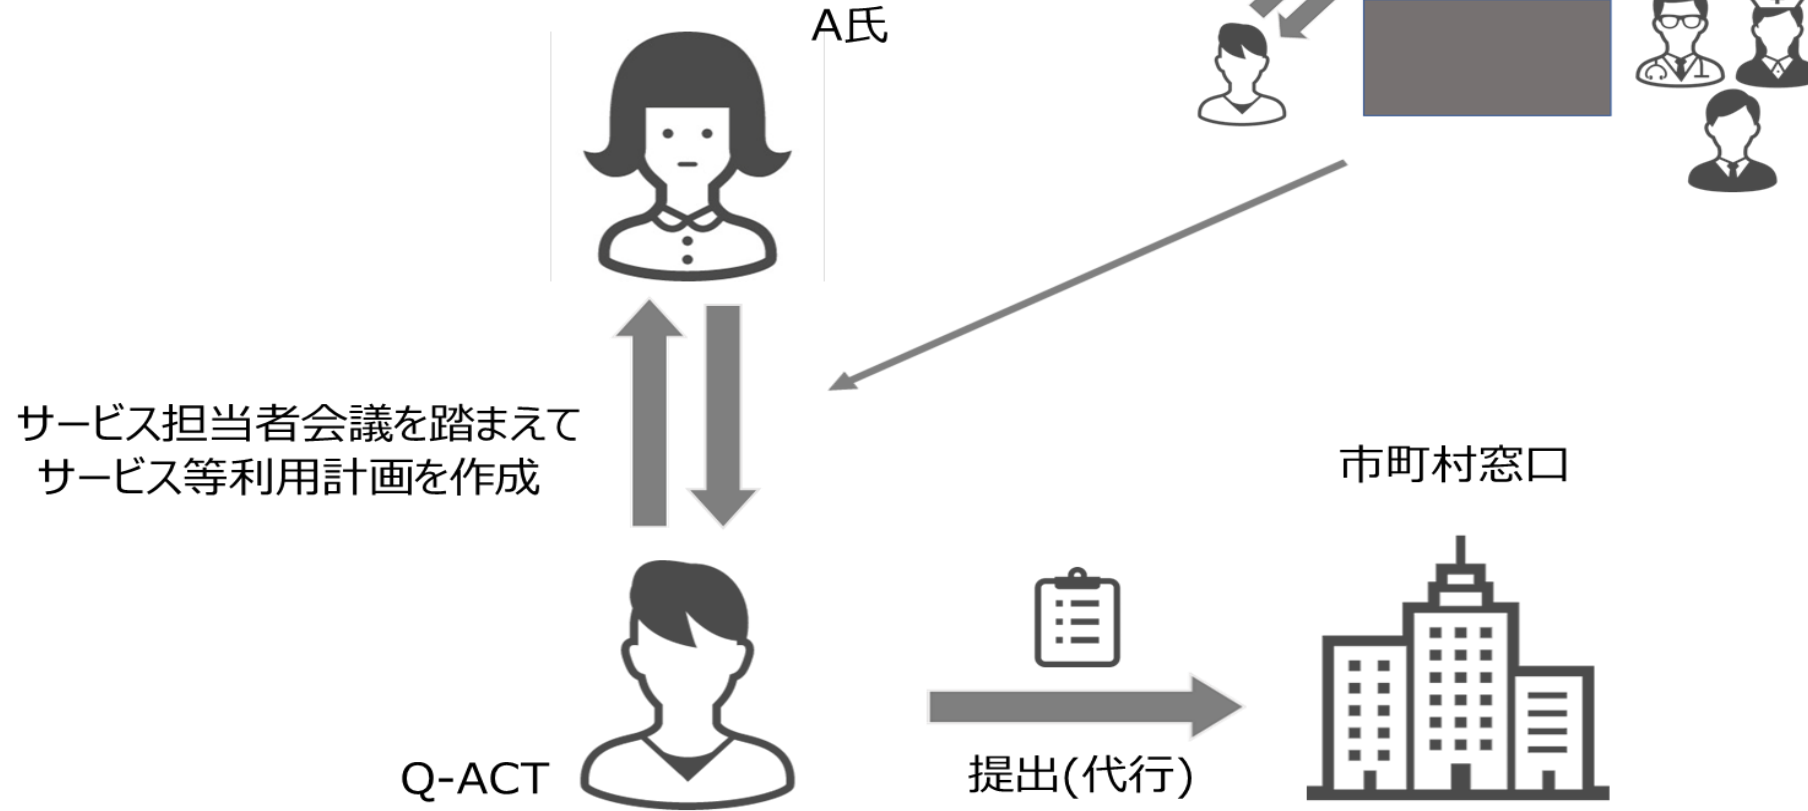 A氏
サービス担当者会議を踏まえて
サービス等利用計画を作成
市町村窓口
Q-ACT
提出(代行)